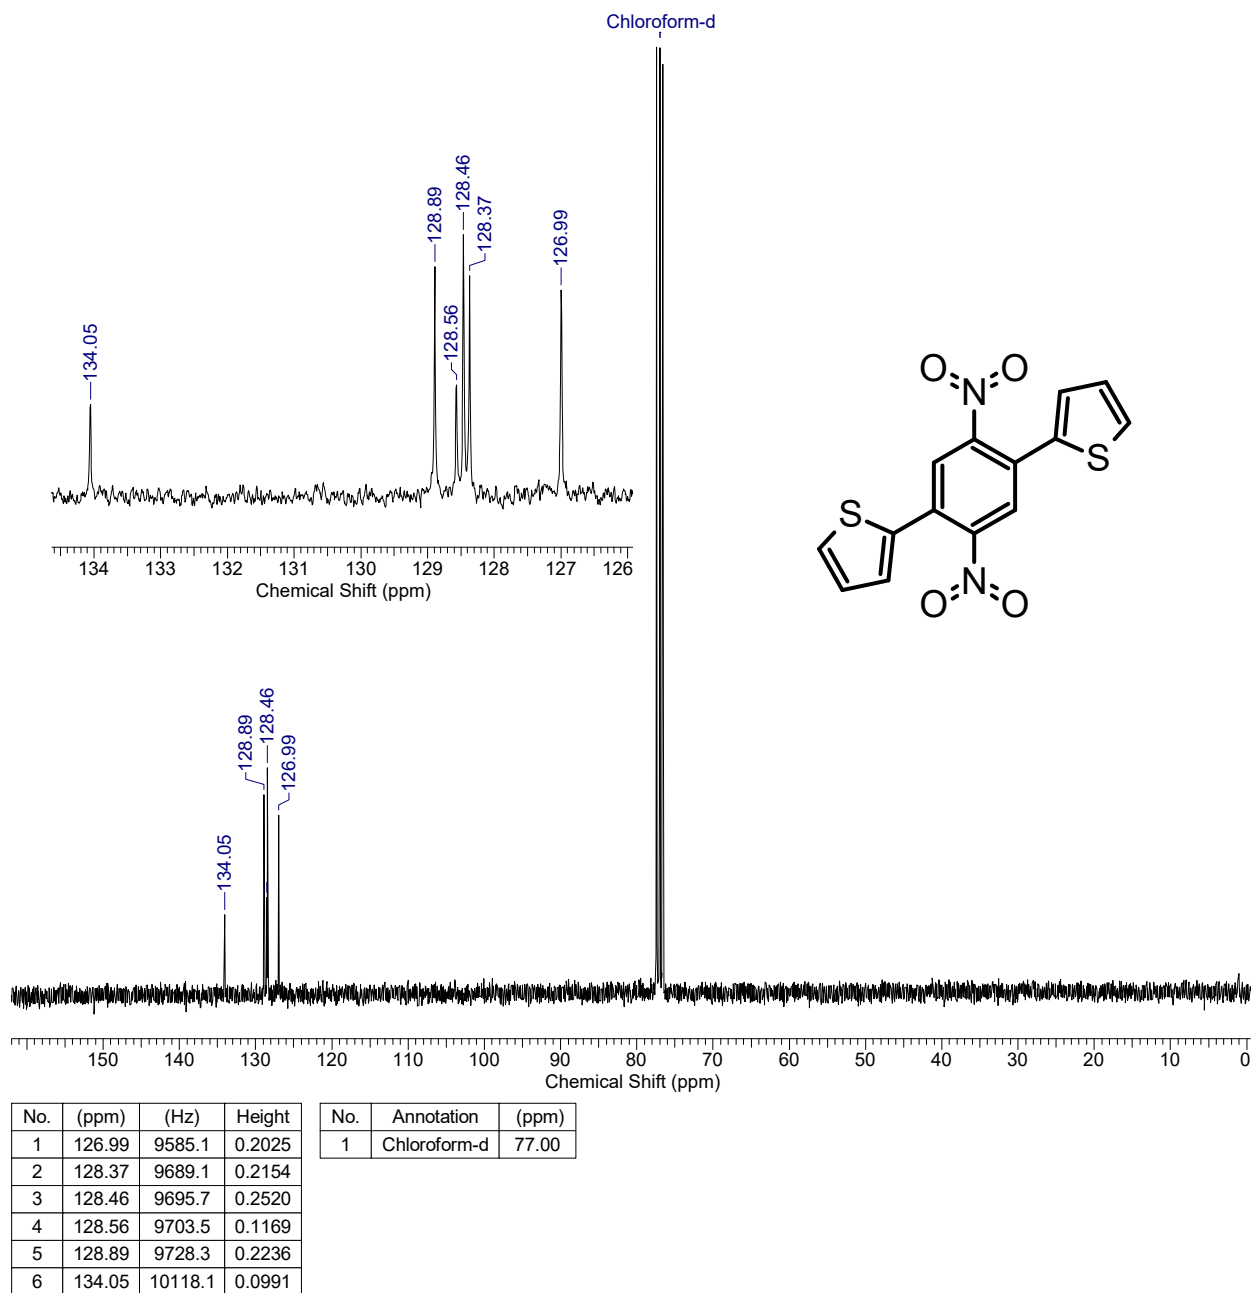 Chloroform-d
134.05
128.89
128.56
128.46
128.37
126.99
134 133 132 131 130 129 128 127 126
Chemical Shift (ppm)
O N O
S
S
N
O O
134.05
128.89
128.46
126.99
150 140 130 120 110 100 90 80 70 60 50 40 30 20 10 0
Chemical Shift (ppm)
No. (ppm) (Hz) Height
1 126.99 9585.1 0.2025
2 128.37 9689.1 0.2154
3 128.46 9695.7 0.2520
4 128.56 9703.5 0.1169
5 128.89 9728.3 0.2236
6 134.05 10118.1 0.0991
No. Annotation (ppm)
1 Chloroform-d 77.00